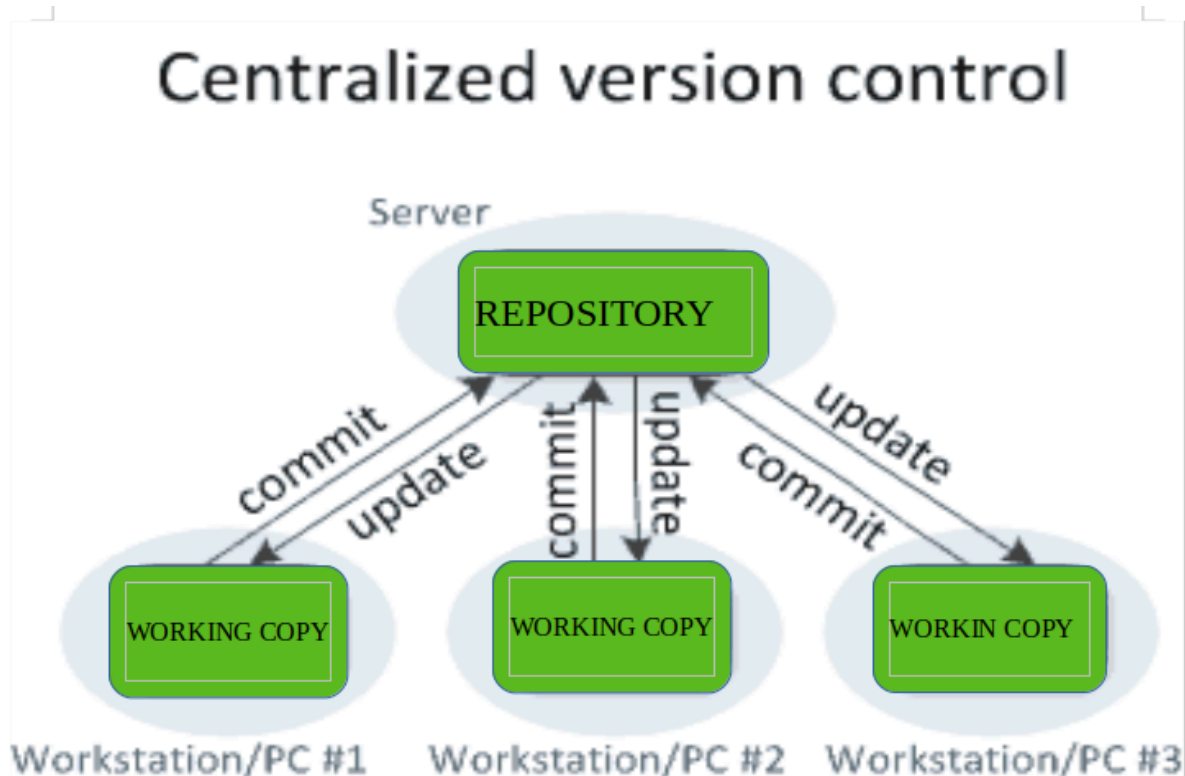 Centralized version control
Server
REPOSITORY
commit
update
commit
update
commit
update
WORKING COPY
WORKING COPY
WORKIN COPY
Workstation/PC #1
Workstation/PC #2
Workstation/PC #3